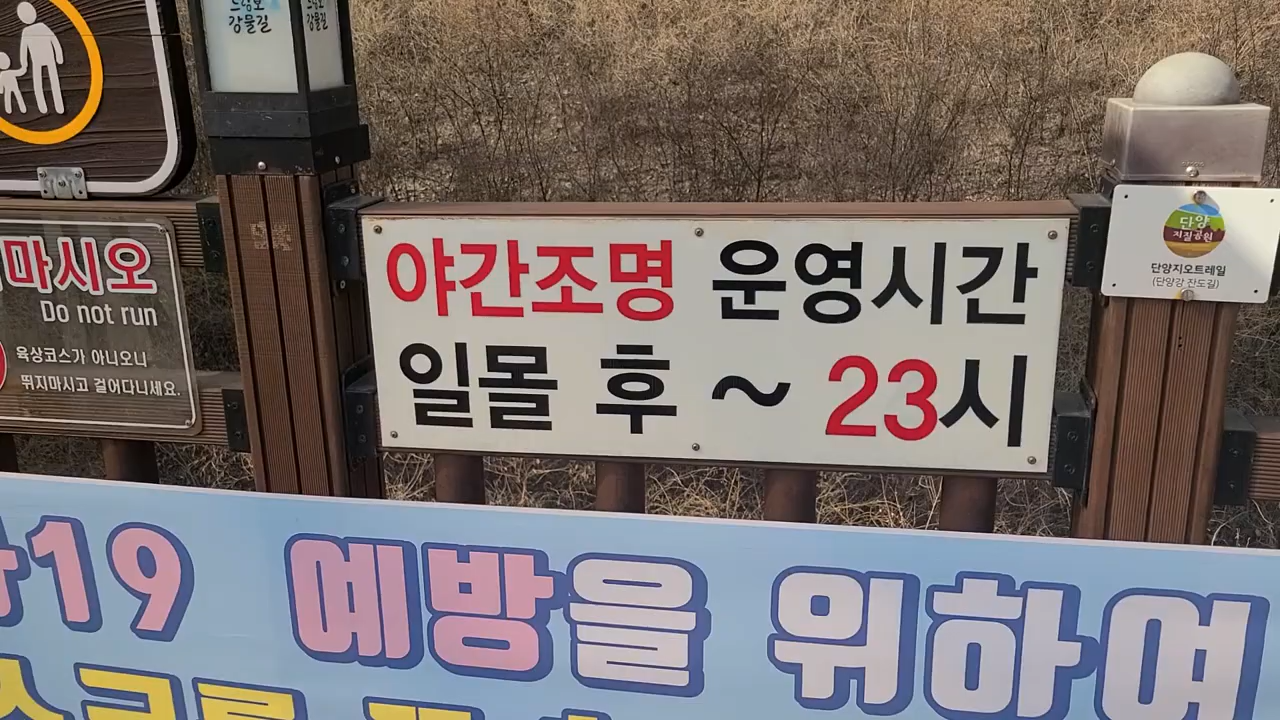 느림보
강물길
강물길
마시오
Do not run
육상코스가 아니오니
뛰지마시고 걸어다니세요.
야간조명 운영시간
일몰 후 ~ 23시
단양
지질공원
단양지오트레일
(단양강 잔도길)
19 예방을 위하여